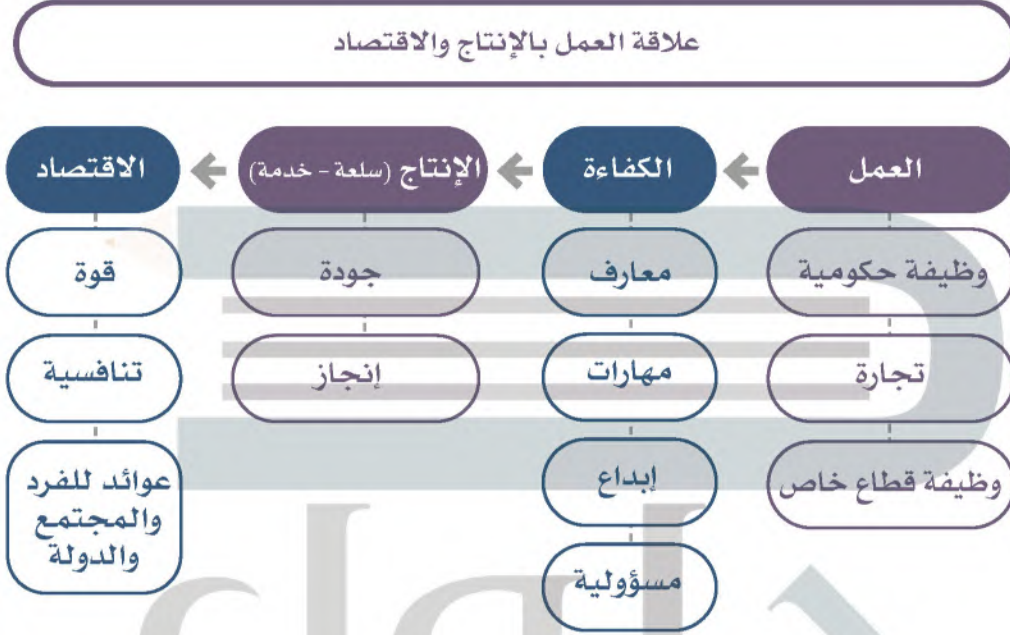 علاقة العمل بالإنتاج والاقتصاد
العمل
الكفاءة
الإنتاج (سلعة - خدمة)
الاقتصاد
وظيفة حكومية
معارف
جودة
قوة
تجارة
مهارات
إنجاز
تنافسية
وظيفة قطاع خاص
إبداع
عوائد للفرد
والمجتمع
والدولة
مسؤولية